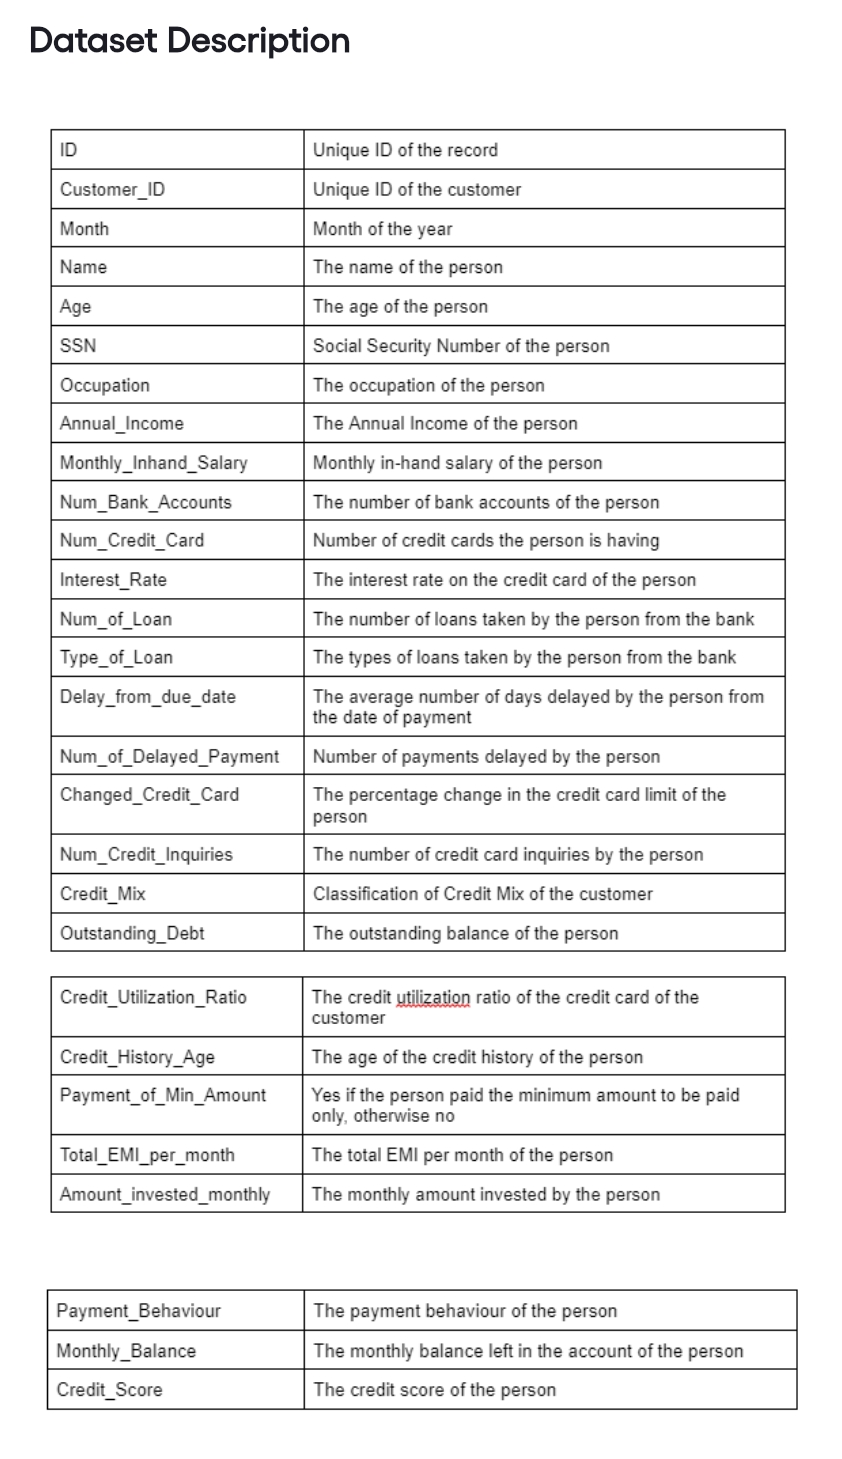 Dataset Description
ID
Unique ID of the record
Customer_ID
Unique ID of the customer
Month
Month of the year
Name
The name of the person
Age
The age of the person
SSN
Social Security Number of the person
Occupation
The occupation of the person
Annual_Income
The Annual Income of the person
Monthly_Inhand_Salary
Monthly in-hand salary of the person
Num_Bank_Accounts
The number of bank accounts of the person
Num_Credit_Card
Number of credit cards the person is having
Interest_Rate
The interest rate on the credit card of the person
Num_of_Loan
The number of loans taken by the person from the bank
Type_of_Loan
The types of loans taken by the person from the bank
Delay_from_due_date
The average number of days delayed by the person from
the date of payment
Num_of_Delayed_Payment
Number of payments delayed by the person
Changed_Credit_Card
The percentage change in the credit card limit of the
person
Num_Credit_Inquiries
The number of credit card inquiries by the person
Credit_Mix
Classification of Credit Mix of the customer
Outstanding_Debt
The outstanding balance of the person
Credit_Utilization_Ratio
The credit utilization ratio of the credit card of the
customer
Credit_History_Age
The age of the credit history of the person
Payment_of_Min_Amount
Yes if the person paid the minimum amount to be paid
only, otherwise no
Total_EMI_per_month
The total EMI per month of the person
Amount_invested_monthly
The monthly amount invested by the person
Payment_Behaviour
The payment behaviour of the person
Monthly_Balance
The monthly balance left in the account of the person
Credit_Score
The credit score of the person